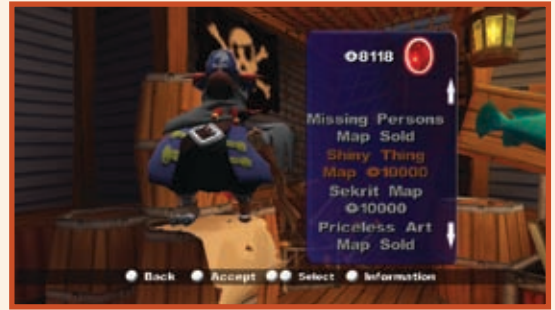 8118
Missing Persons
Map Sold
Shiny Thing
Map 10000
Sekrit Map
10000
Priceless Art
Map Sold
Back Accept Select Information